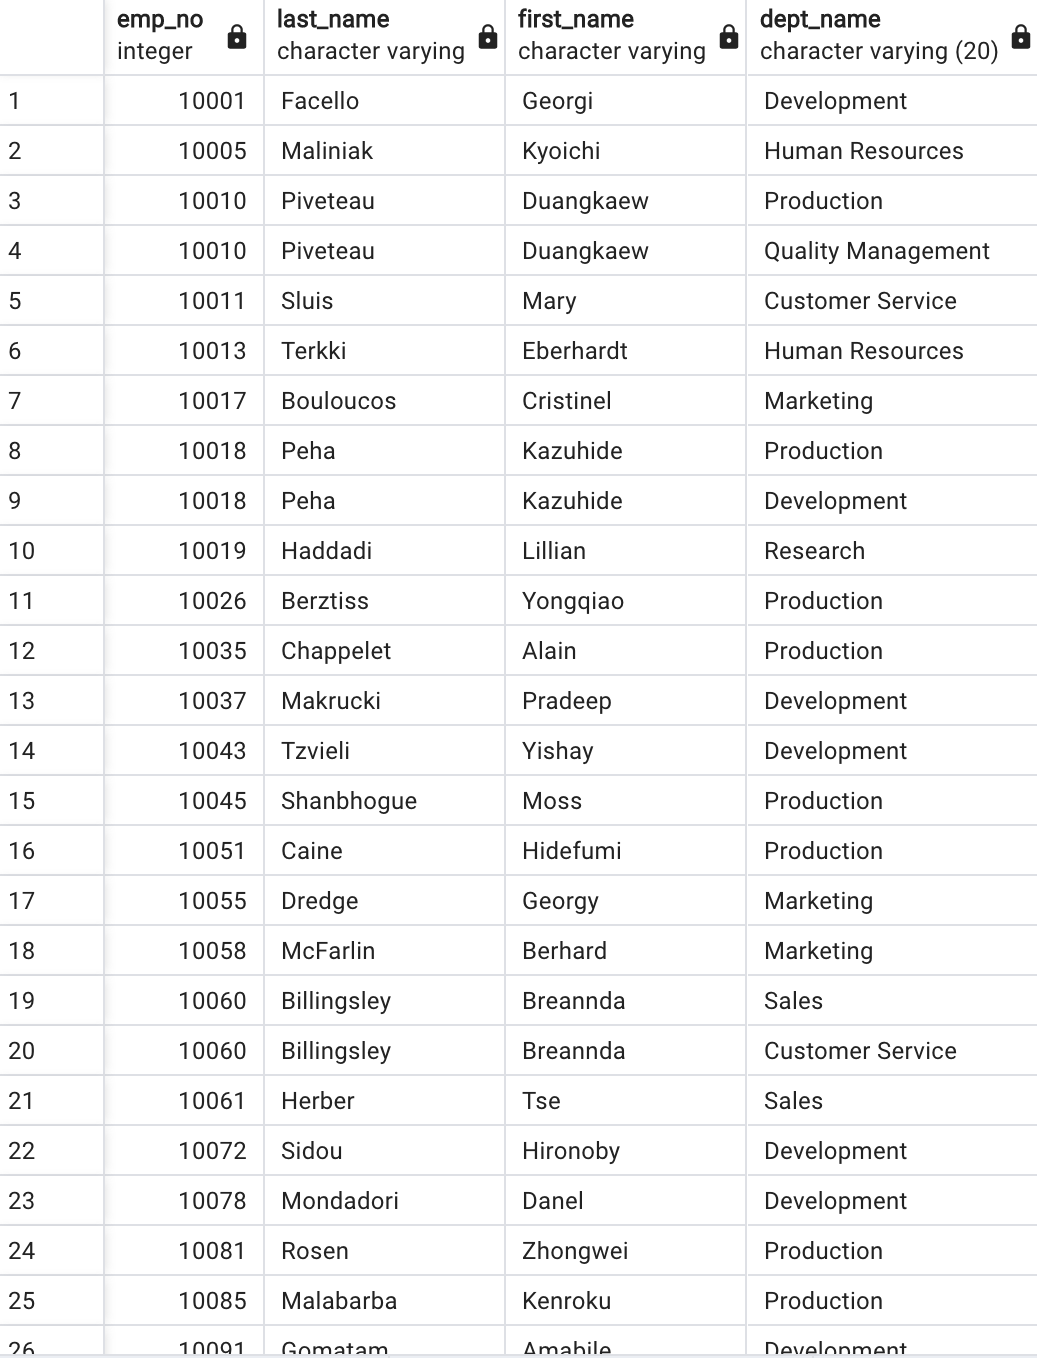 emp_no last_name first_name dept_name
integer character varying character varying character varying (20)
1 10001 Facello Georgi Development
2 10005 Maliniak Kyoichi Human Resources
3 10010 Piveteau Duangkaew Production
4 10010 Piveteau Duangkaew Quality Management
5 10011 Sluis Mary Customer Service
6 10013 Terkki Eberhardt Human Resources
7 10017 Bouloucos Cristinel Marketing
8 10018 Peha Kazuhide Production
9 10018 Peha Kazuhide Development
10 10019 Haddadi Lillian Research
11 10026 Berztiss Yongqiao Production
12 10035 Chappelet Alain Production
13 10037 Makrucki Pradeep Development
14 10043 Tzvieli Yishay Development
15 10045 Shanbhogue Moss Production
16 10051 Caine Hidefumi Production
17 10055 Dredge Georgy Marketing
18 10058 McFarlin Berhard Marketing
19 10060 Billingsley Breannda Sales
20 10060 Billingsley Breannda Customer Service
21 10061 Herber Tse Sales
22 10072 Sidou Hironoby Development
23 10078 Mondadori Danel Development
24 10081 Rosen Zhongwei Production
25 10085 Malabarba Kenroku Production
26 10091 Gomatam Amabile Development